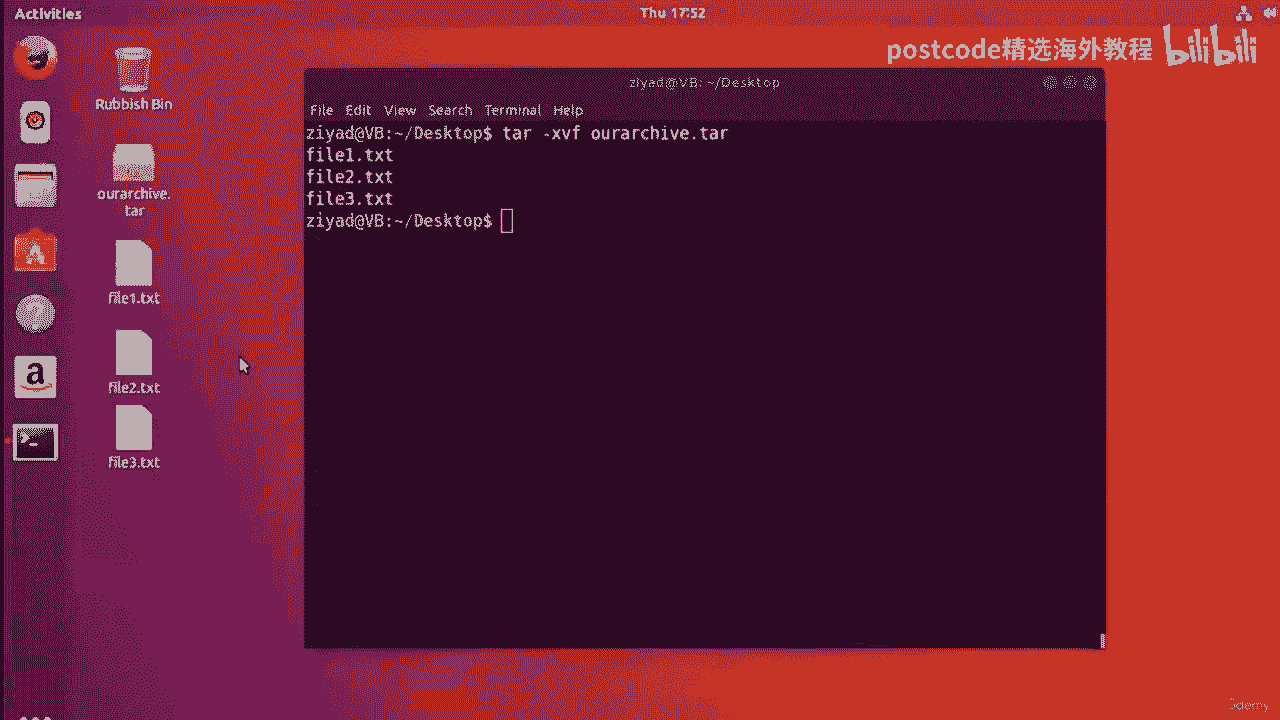 Activities
Thu 17:52
postcode精选海外教程 bilibili
Rubbish Bin
ourarchive.
tar
file1.txt
file2.txt
file3.txt
ziyad@VB: ~/Desktop
File Edit View Search Terminal Help
ziyad@VB:~/Desktop$ tar -xvf ourarchive.tar
file1.txt
file2.txt
file3.txt
ziyad@VB:~/Desktop$
Udemy